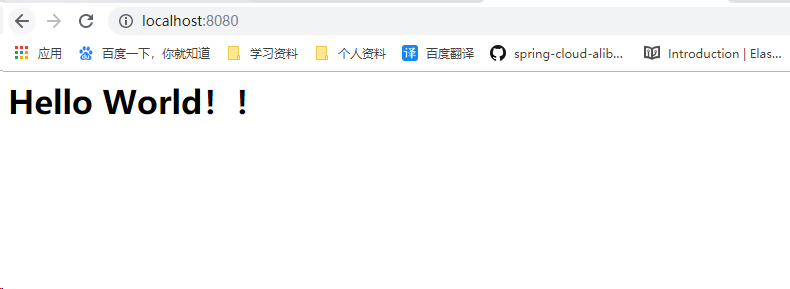 localhost:8080
应用 百度一下，你就知道 学习资料 个人资料 译 百度翻译 spring-cloud-alib... Introduction | Elas...
Hello World！！